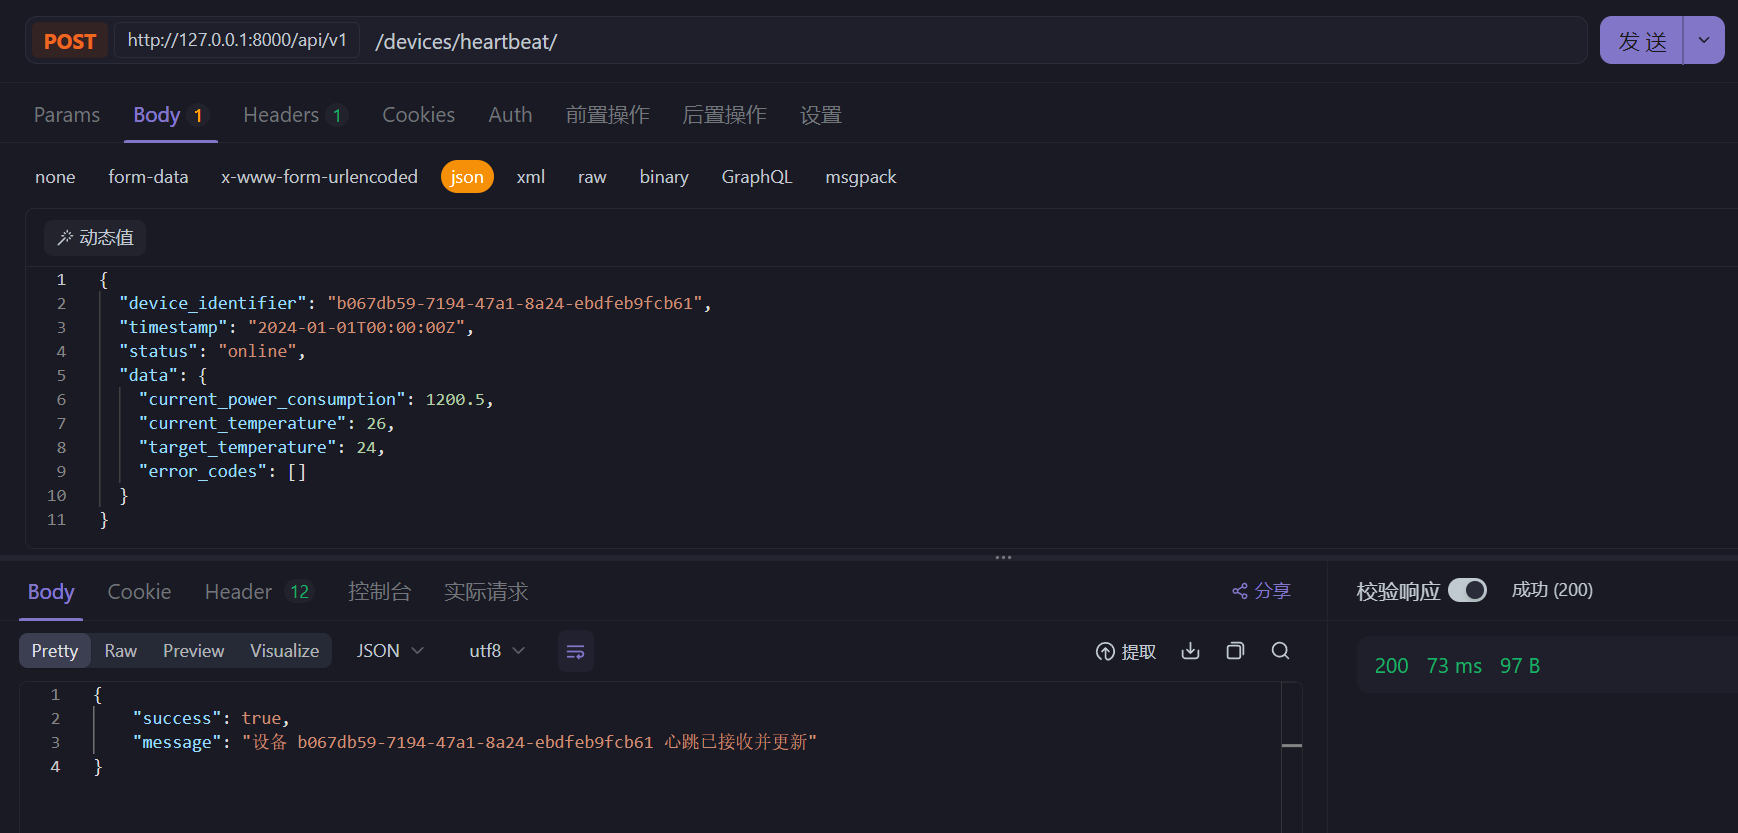 POST http://127.0.0.1:8000/api/v1 /devices/heartbeat/ 发 送
Params Body 1 Headers 1 Cookies Auth 前置操作 后置操作 设置
none form-data x-www-form-urlencoded json xml raw binary GraphQL msgpack
动态值
1 {
2 "device_identifier": "b067db59-7194-47a1-8a24-ebdfeb9fcb61",
3 "timestamp": "2024-01-01T00:00:00Z",
4 "status": "online",
5 "data": {
6 "current_power_consumption": 1200.5,
7 "current_temperature": 26,
8 "target_temperature": 24,
9 "error_codes": []
10 }
11 }
Body Cookie Header 12 控制台 实际请求 分享 校验响应 成功 (200)
Pretty Raw Preview Visualize JSON utf8 提取
200 73 ms 97 B
1 {
2 "success": true,
3 "message": "设备 b067db59-7194-47a1-8a24-ebdfeb9fcb61 心跳已接收并更新"
4 }